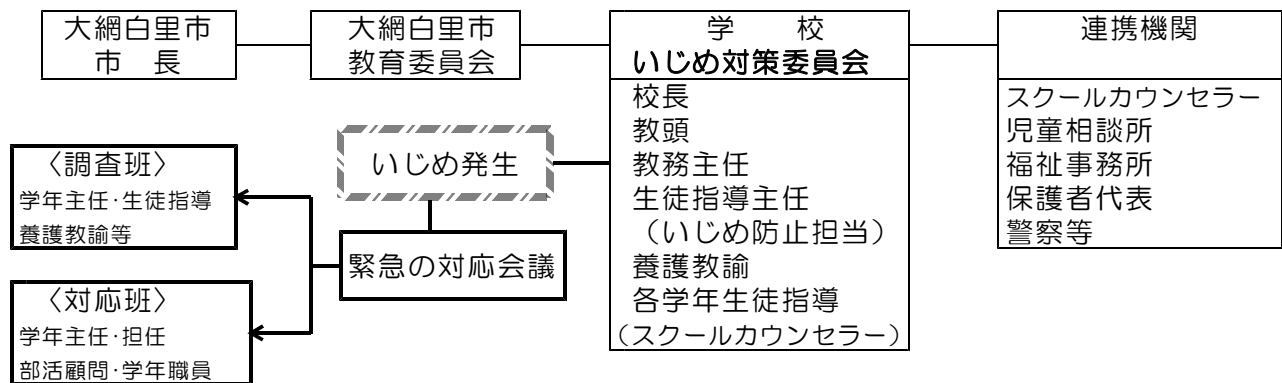 大網白里市
市　長
大網白里市
教育委員会
学　　校
いじめ対策委員会
校長
教頭
教務主任
生徒指導主任
（いじめ防止担当）
養護教諭
各学年生徒指導
（スクールカウンセラー）
連携機関
スクールカウンセラー
児童相談所
福祉事務所
保護者代表
警察等
いじめ発生
緊急の対応会議
〈調査班〉
学年主任・生徒指導
養護教諭等
〈対応班〉
学年主任・担任
部活顧問・学年職員